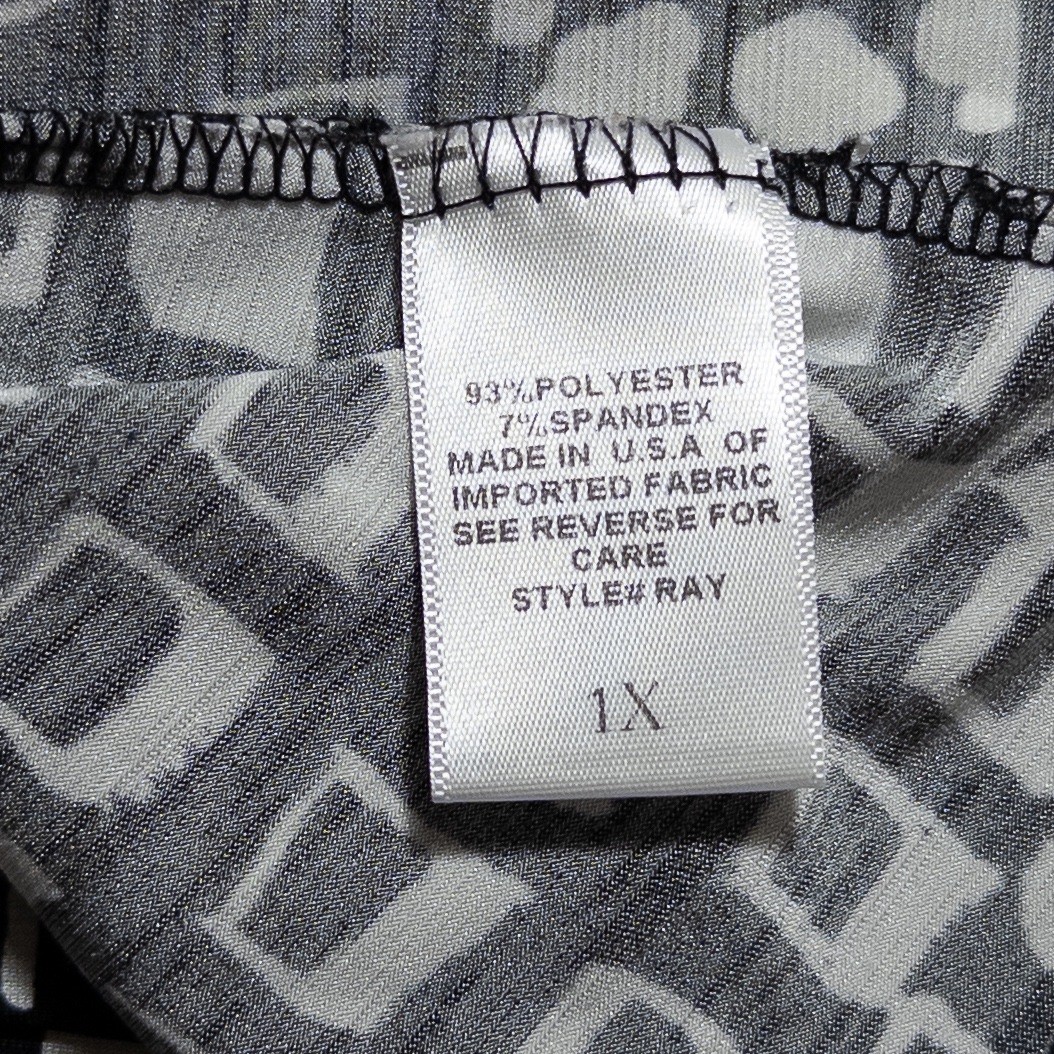 93%POLYESTER
7%SPANDEX
MADE IN U.S.A OF
IMPORTED FABRIC
SEE REVERSE FOR
CARE
STYLE#RAY
1X